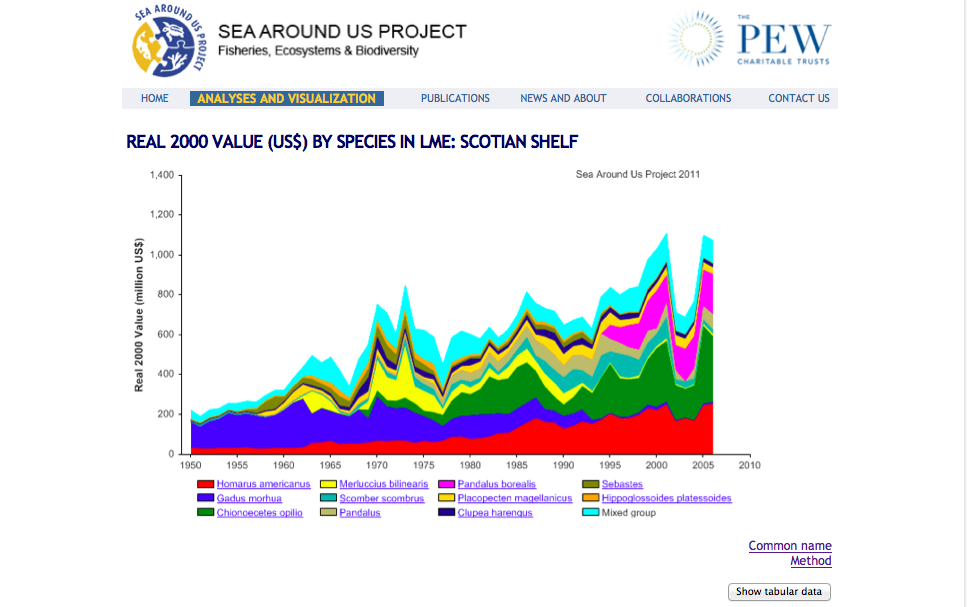 SEA AROUND US PROJECT
SEA AROUND US PROJECT
Fisheries, Ecosystems & Biodiversity
THE
PEW
CHARITABLE TRUSTS
HOME ANALYSES AND VISUALIZATION PUBLICATIONS NEWS AND ABOUT COLLABORATIONS CONTACT US
REAL 2000 VALUE (US$) BY SPECIES IN LME: SCOTIAN SHELF
Sea Around Us Project 2011
Real 2000 Value (million US$)
1,400
1,200
1,000
800
600
400
200
0
1950 1955 1960 1965 1970 1975 1980 1985 1990 1995 2000 2005 2010
Homarus americanus Merluccius bilinearis Pandalus borealis Sebastes
Gadus morhua Scomber scombrus Placopecten magellanicus Hippoglossoides platessoides
Chionoecetes opilio Pandalus Clupea harengus Mixed group
Common name
Method
Show tabular data